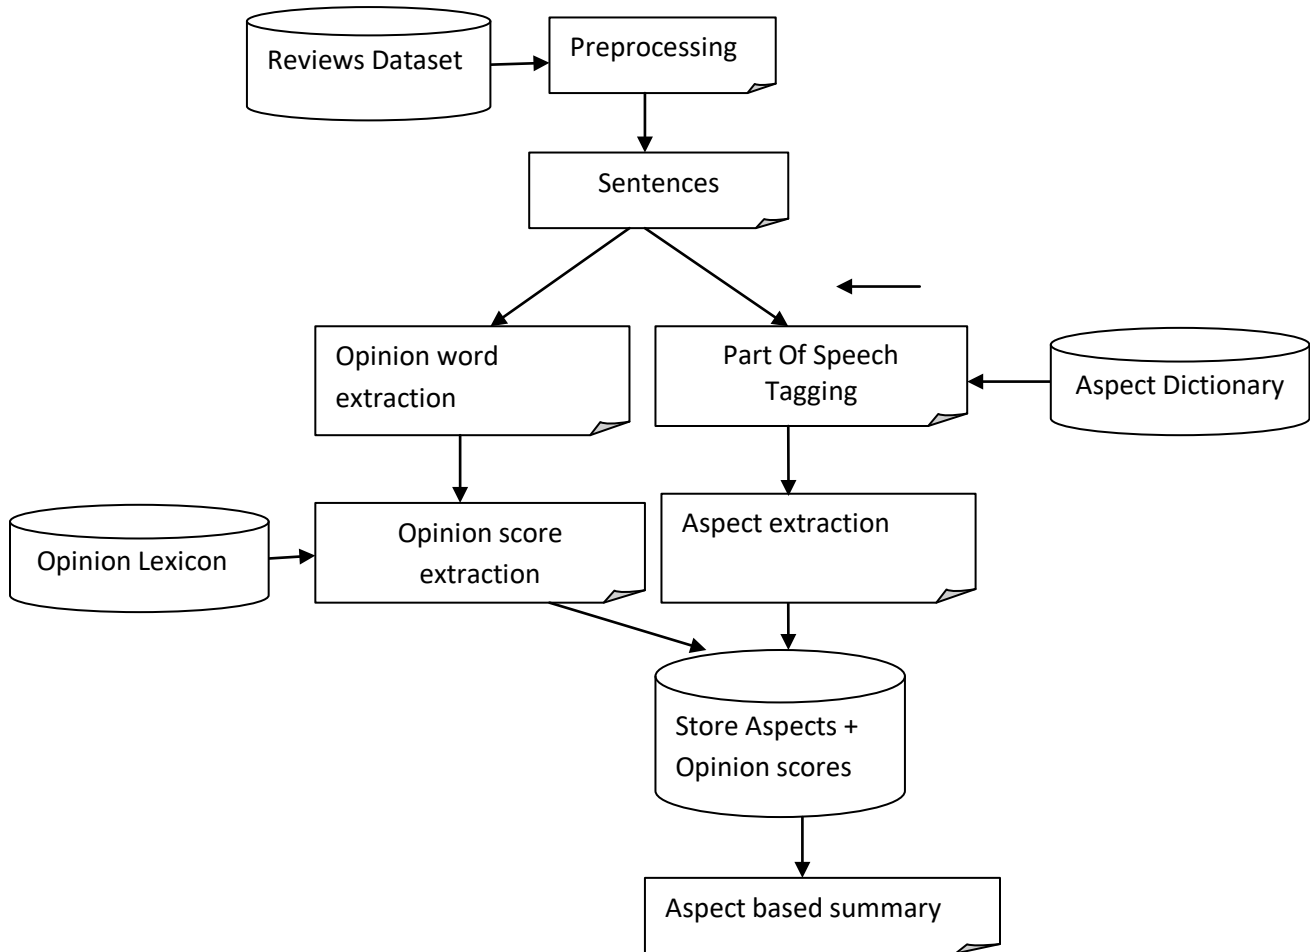 Reviews Dataset
Preprocessing
Sentences
Opinion word
extraction
Part Of Speech
Tagging
Aspect Dictionary
Opinion Lexicon
Opinion score
extraction
Aspect extraction
Store Aspects +
Opinion scores
Aspect based summary